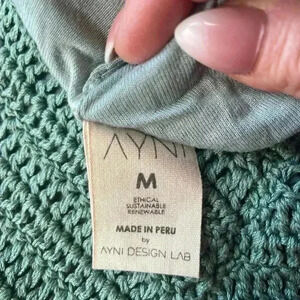 AYNI
M
ETHICAL
SUSTAINABLE
RENEWABLE
MADE IN PERU
by
AYNI DESIGN LAB